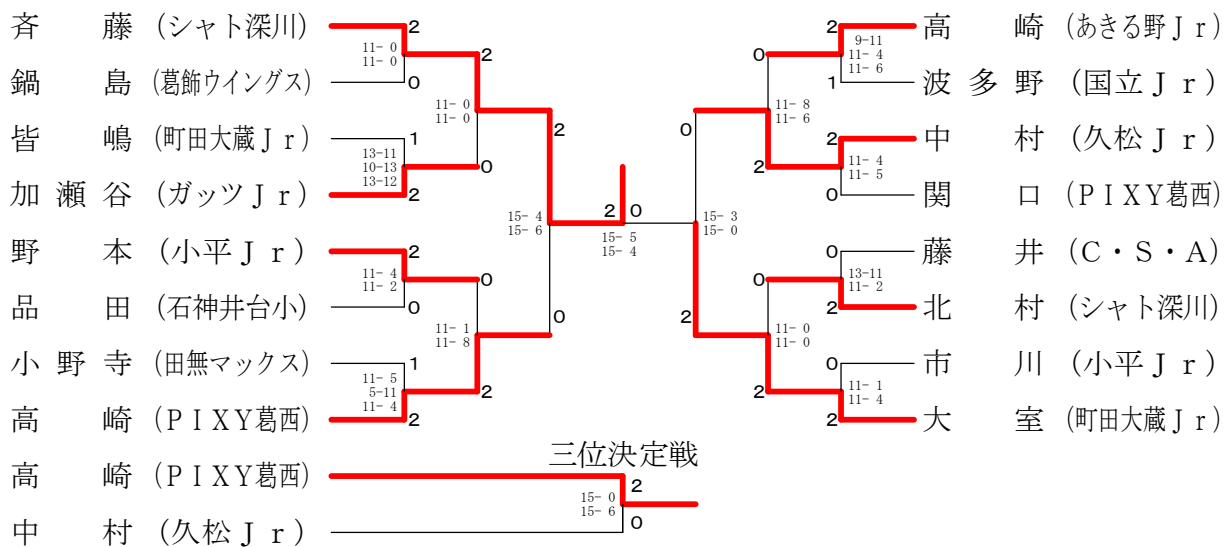 斉藤 (シャト深川) 2
11- 0
11- 0
2
鍋島 (葛飾ウイングス) 0
11- 0
11- 0
2
皆嶋 (町田大蔵Jr) 1
13-11
10-13
13-12
0
加瀬谷 (ガッツJr) 2
15- 4
15- 6
野本 (小平Jr) 2
11- 4
11- 2
0
品田 (石神井台小) 0
11- 1
11- 8
0
小野寺 (田無マックス) 1
11- 5
5-11
11- 4
2
高崎 (PIXY葛西) 2
2 0
15- 5
15- 4
2 高崎 (あきる野Jr)
9-11
11- 4
11- 6
0
1 波多野 (国立Jr)
11- 8
11- 6
0
2 中村 (久松Jr)
11- 4
11- 5
2
0 関口 (PIXY葛西)
15- 3
15- 0
0 藤井 (C・S・A)
13-11
11- 2
0
2 北村 (シャト深川)
11- 0
11- 0
2
0 市川 (小平Jr)
11- 1
11- 4
2
2 大室 (町田大蔵Jr)
三位決定戦
高崎 (PIXY葛西) 2
15- 0
15- 6
中村 (久松Jr) 0